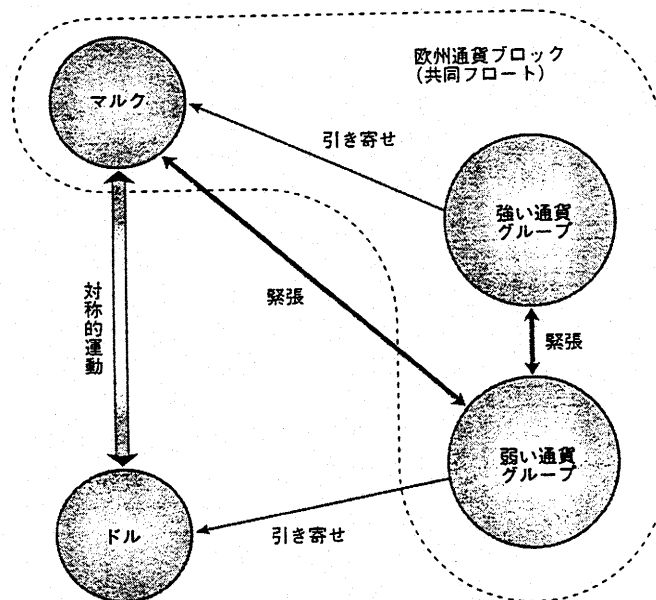 欧州通貨ブロック
（共同フロート）
マルク
引き寄せ
強い通貨
グループ
緊張
対称的運動
緊張
弱い通貨
グループ
ドル
引き寄せ